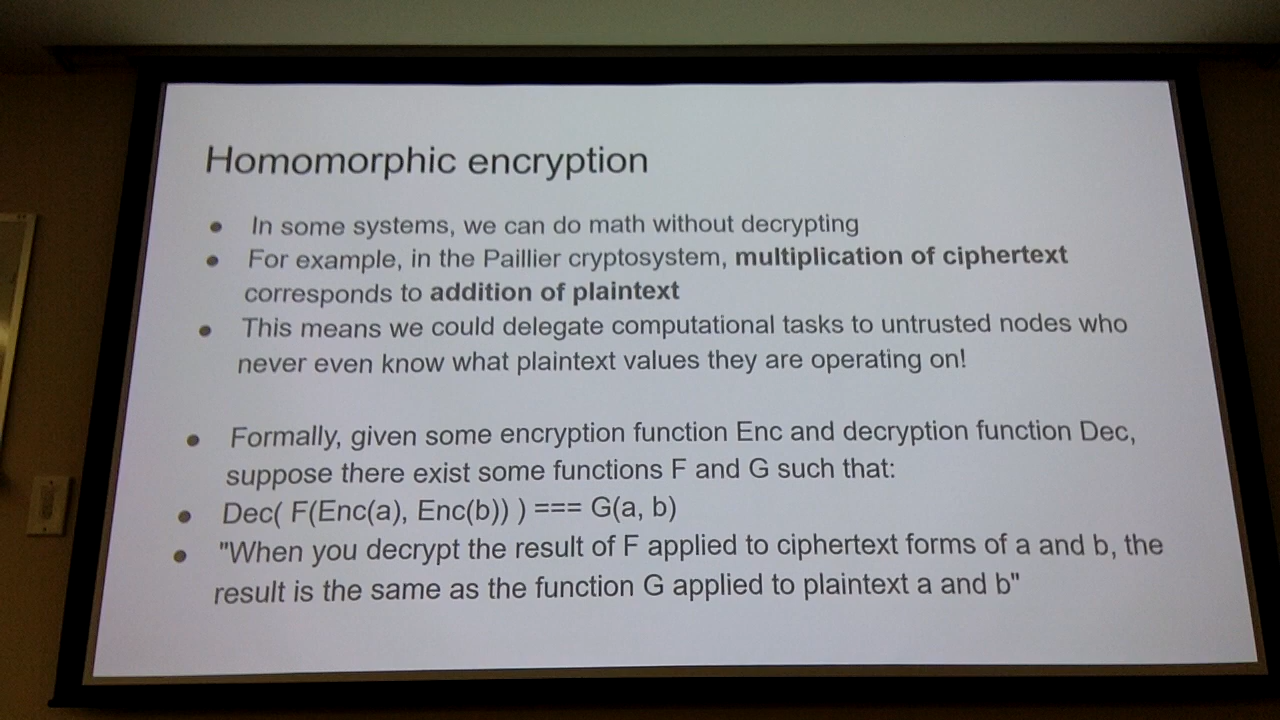 Homomorphic encryption
● In some systems, we can do math without decrypting
● For example, in the Paillier cryptosystem, multiplication of ciphertext
corresponds to addition of plaintext
● This means we could delegate computational tasks to untrusted nodes who
never even know what plaintext values they are operating on!
● Formally, given some encryption function Enc and decryption function Dec,
suppose there exist some functions F and G such that:
● Dec( F(Enc(a), Enc(b)) ) === G(a, b)
● "When you decrypt the result of F applied to ciphertext forms of a and b, the
result is the same as the function G applied to plaintext a and b"